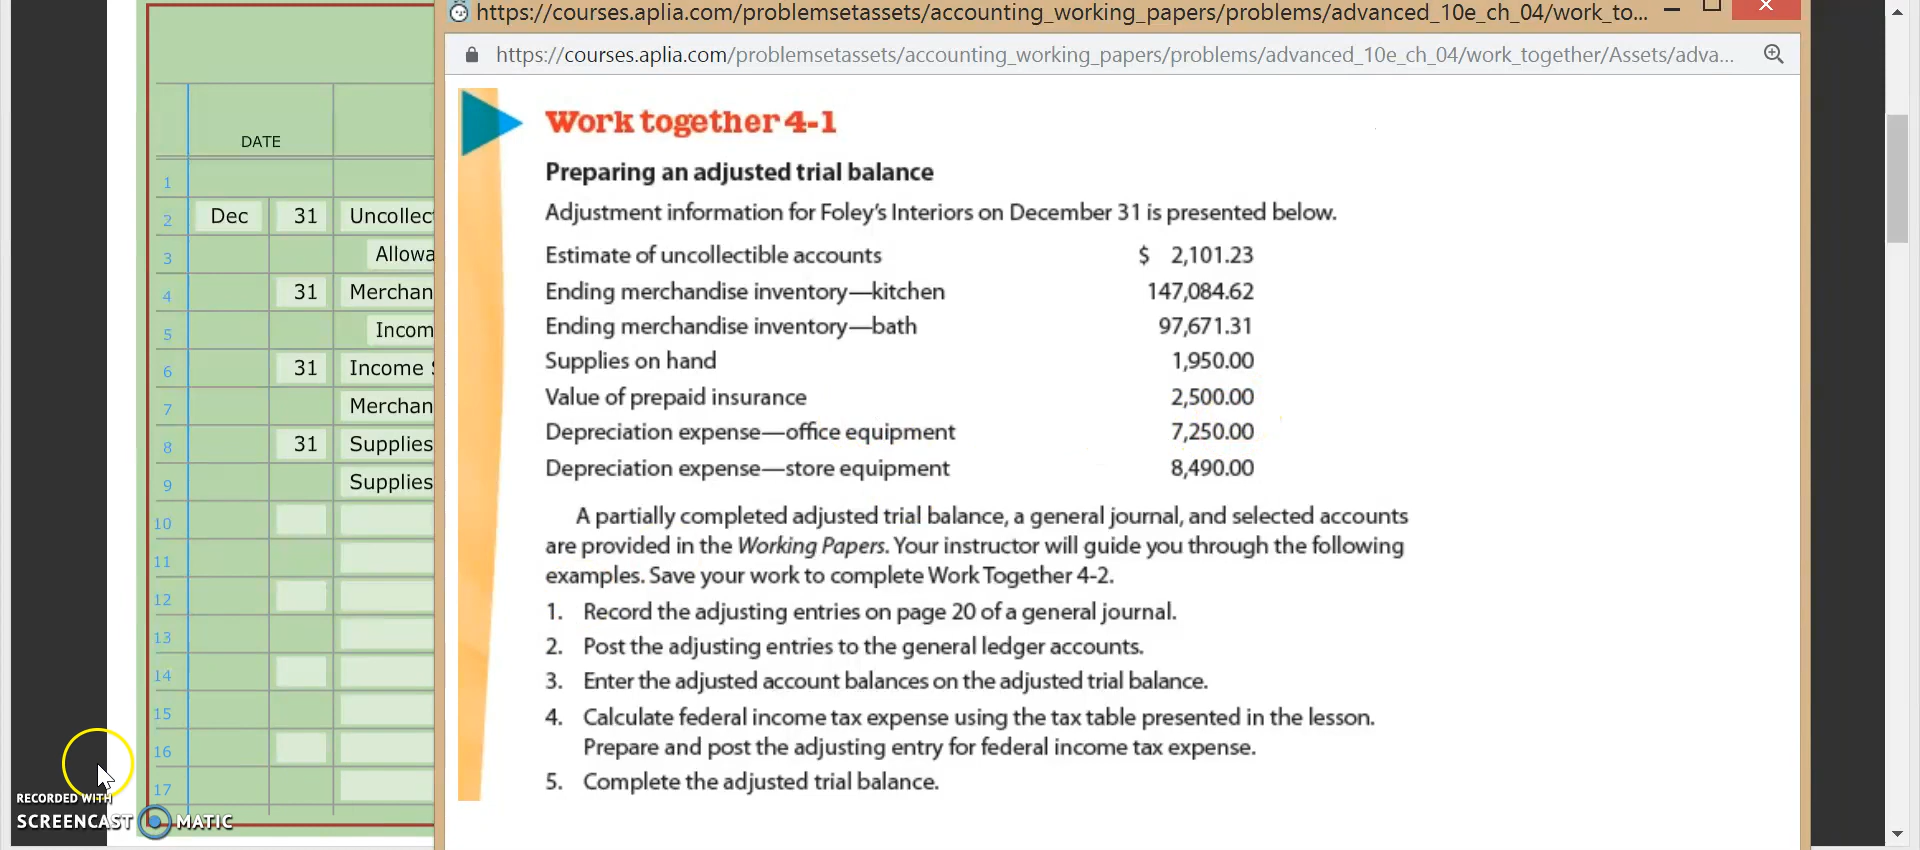 https://courses.aplia.com/problemsetassets/accounting_working_papers/problems/advanced_10e_ch_04/work_to...
https://courses.aplia.com/problemsetassets/accounting_working_papers/problems/advanced_10e_ch_04/work_together/Assets/adva...
Work together 4-1
Preparing an adjusted trial balance
Adjustment information for Foley's Interiors on December 31 is presented below.
Estimate of uncollectible accounts $ 2,101.23
Ending merchandise inventory—kitchen 147,084.62
Ending merchandise inventory—bath 97,671.31
Supplies on hand 1,950.00
Value of prepaid insurance 2,500.00
Depreciation expense—office equipment 7,250.00
Depreciation expense—store equipment 8,490.00
A partially completed adjusted trial balance, a general journal, and selected accounts
are provided in the Working Papers. Your instructor will guide you through the following
examples. Save your work to complete Work Together 4-2.
1. Record the adjusting entries on page 20 of a general journal.
2. Post the adjusting entries to the general ledger accounts.
3. Enter the adjusted account balances on the adjusted trial balance.
4. Calculate federal income tax expense using the tax table presented in the lesson.
Prepare and post the adjusting entry for federal income tax expense.
5. Complete the adjusted trial balance.
DATE
1
2 Dec 31 Uncollec
3 Allowa
4 31 Merchan
5 Incom
6 31 Income S
7 Merchan
8 31 Supplies
9 Supplies
10
11
12
13
14
15
16
17
RECORDED WITH
SCREENCAST MATIC